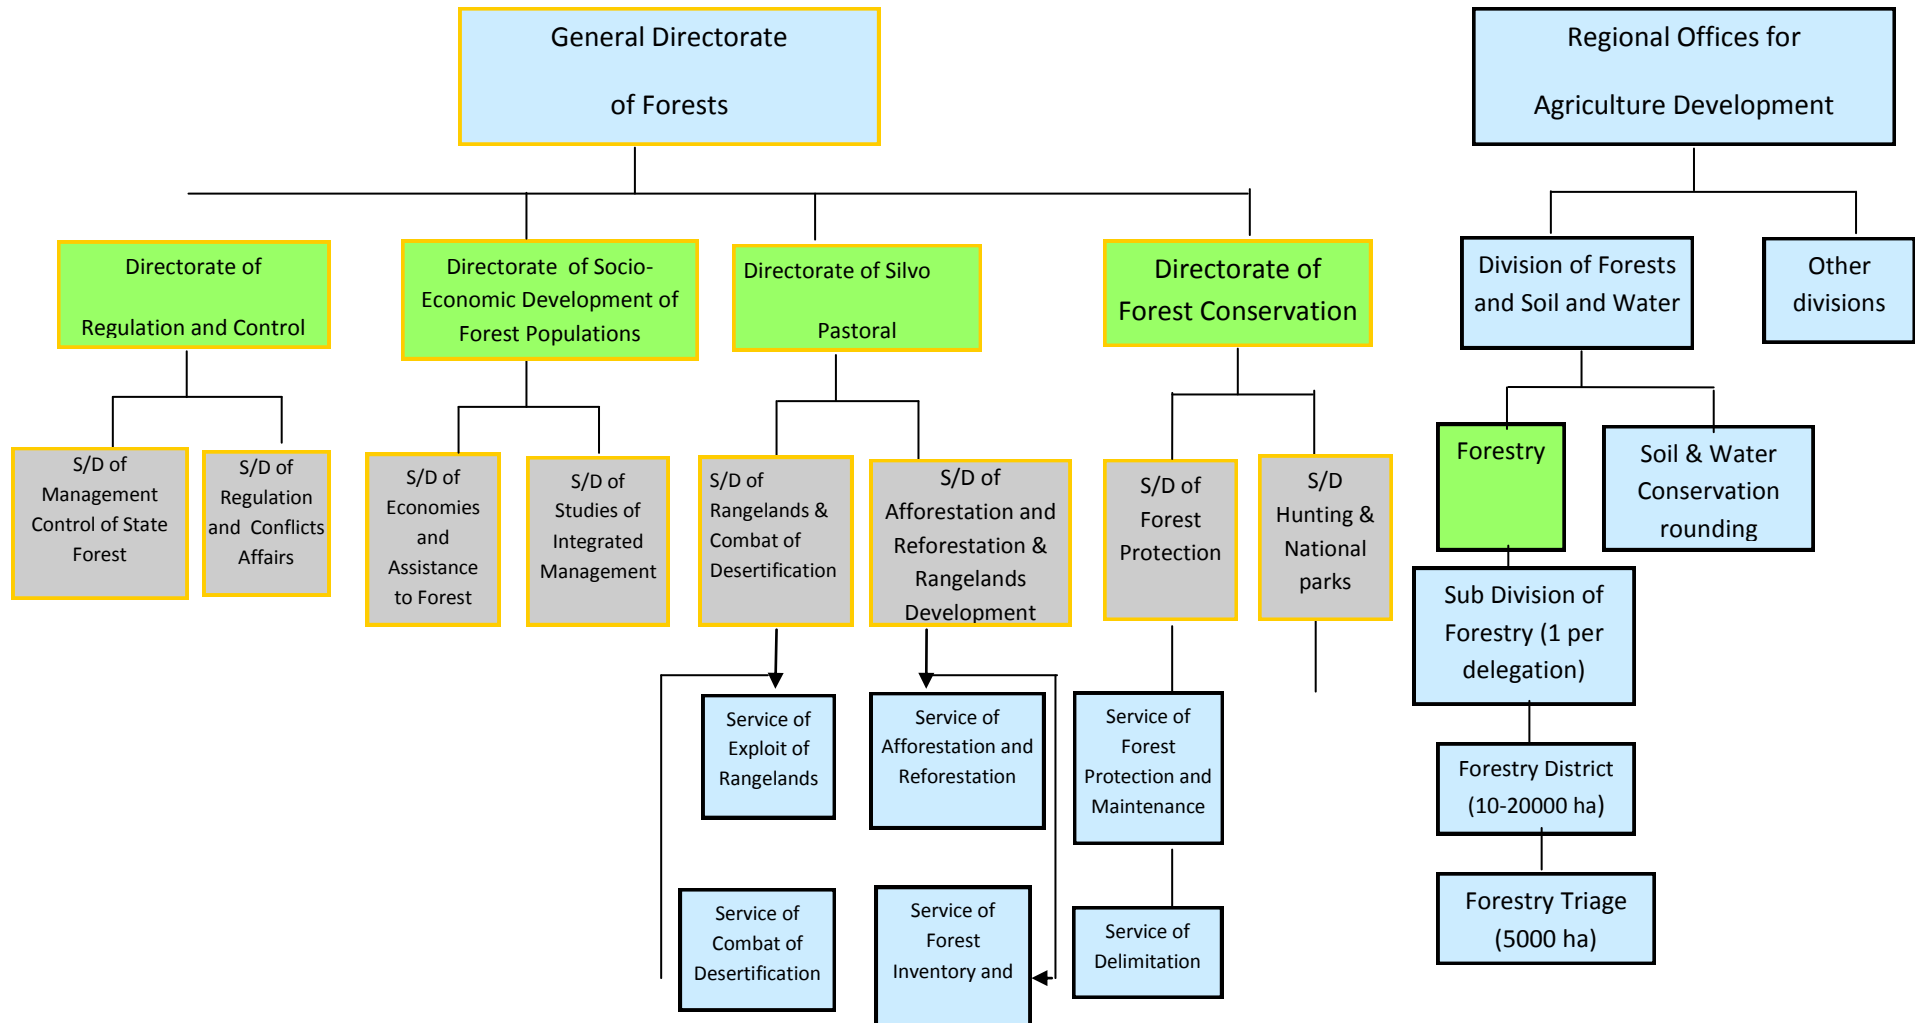 General Directorate
of Forests
Regional Offices for
Agriculture Development
Directorate of
Regulation and Control
Directorate of Socio-
Economic Development of
Forest Populations
Directorate of Silvo
Pastoral
Directorate of
Forest Conservation
Division of Forests
and Soil and Water
Other
divisions
S/D of
Management
Control of State
Forest
S/D of
Regulation
and Conflicts
Affairs
S/D of
Economies
and
Assistance
to Forest
S/D of
Studies of
Integrated
Management
S/D of
Rangelands &
Combat of
Desertification
S/D of
Afforestation and
Reforestation &
Rangelands
Development
S/D of
Forest
Protection
S/D
Hunting &
National
parks
Forestry
Soil & Water
Conservation
rounding
Sub Division of
Forestry (1 per
delegation)
Service of
Exploit of
Rangelands
Service of
Afforestation and
Reforestation
Service of
Forest
Protection and
Maintenance
Forestry District
(10-20000 ha)
Service of
Combat of
Desertification
Service of
Forest
Inventory and
Service of
Delimitation
Forestry Triage
(5000 ha)